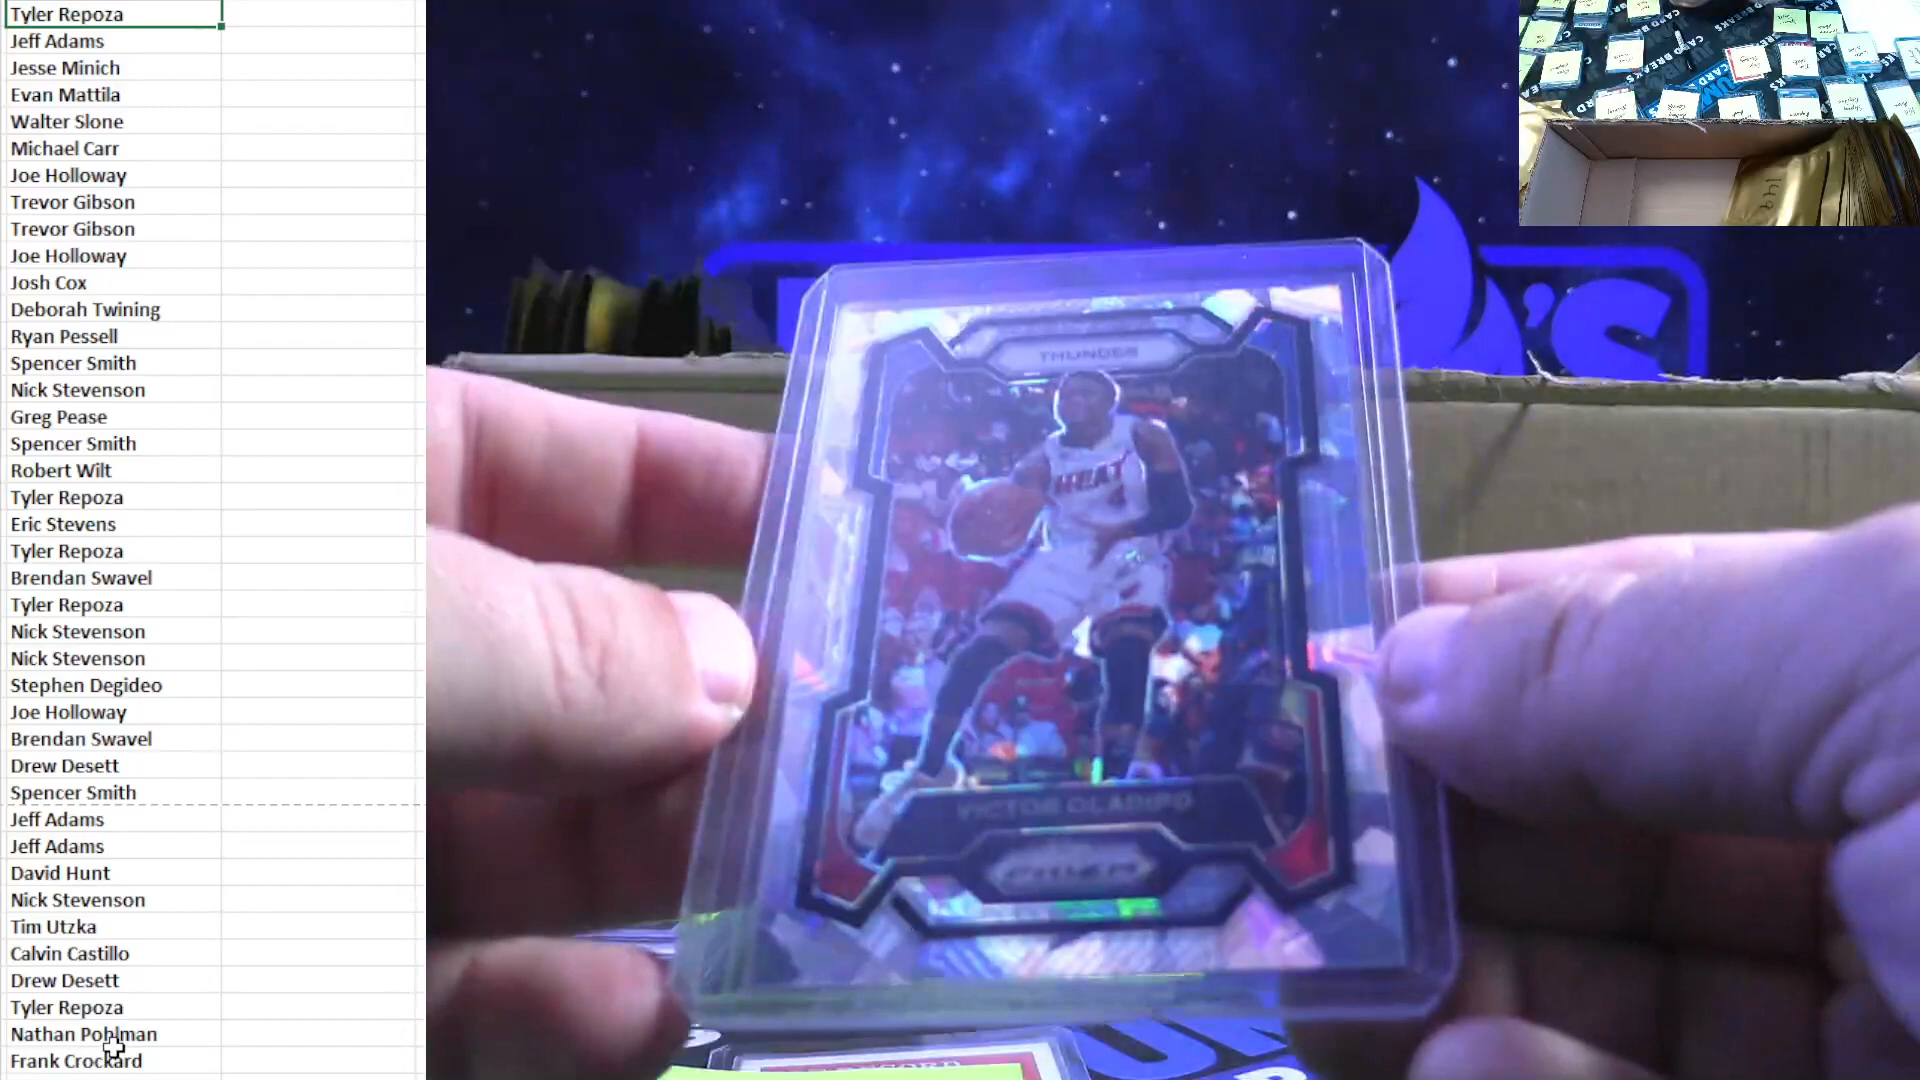 Tyler Repoza
Jeff Adams
Jesse Minich
Evan Mattila
Walter Slone
Michael Carr
Joe Holloway
Trevor Gibson
Trevor Gibson
Joe Holloway
Josh Cox
Deborah Twining
Ryan Pessell
Spencer Smith
Nick Stevenson
Greg Pease
Spencer Smith
Robert Wilt
Tyler Repoza
Eric Stevens
Tyler Repoza
Brendan Swavel
Tyler Repoza
Nick Stevenson
Nick Stevenson
Stephen Degideo
Joe Holloway
Brendan Swavel
Drew Desett
Spencer Smith
Jeff Adams
Jeff Adams
David Hunt
Nick Stevenson
Tim Utzka
Calvin Castillo
Drew Desett
Tyler Repoza
Nathan Pohlman
Frank Crockard
THUNDER
HEAT
VICTOR OLADIPO
PRIZM
'S
CARD BREAKS
149